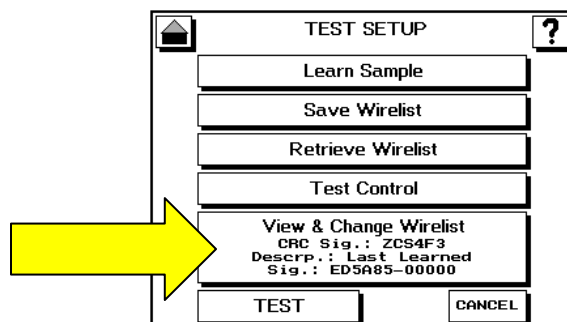 TEST SETUP
?
Learn Sample
Save Wirelist
Retrieve Wirelist
Test Control
View & Change Wirelist
CRC Sig.: ZCS4F3
Descrp.: Last Learned
Sig.: ED5A85-00000
TEST
CANCEL